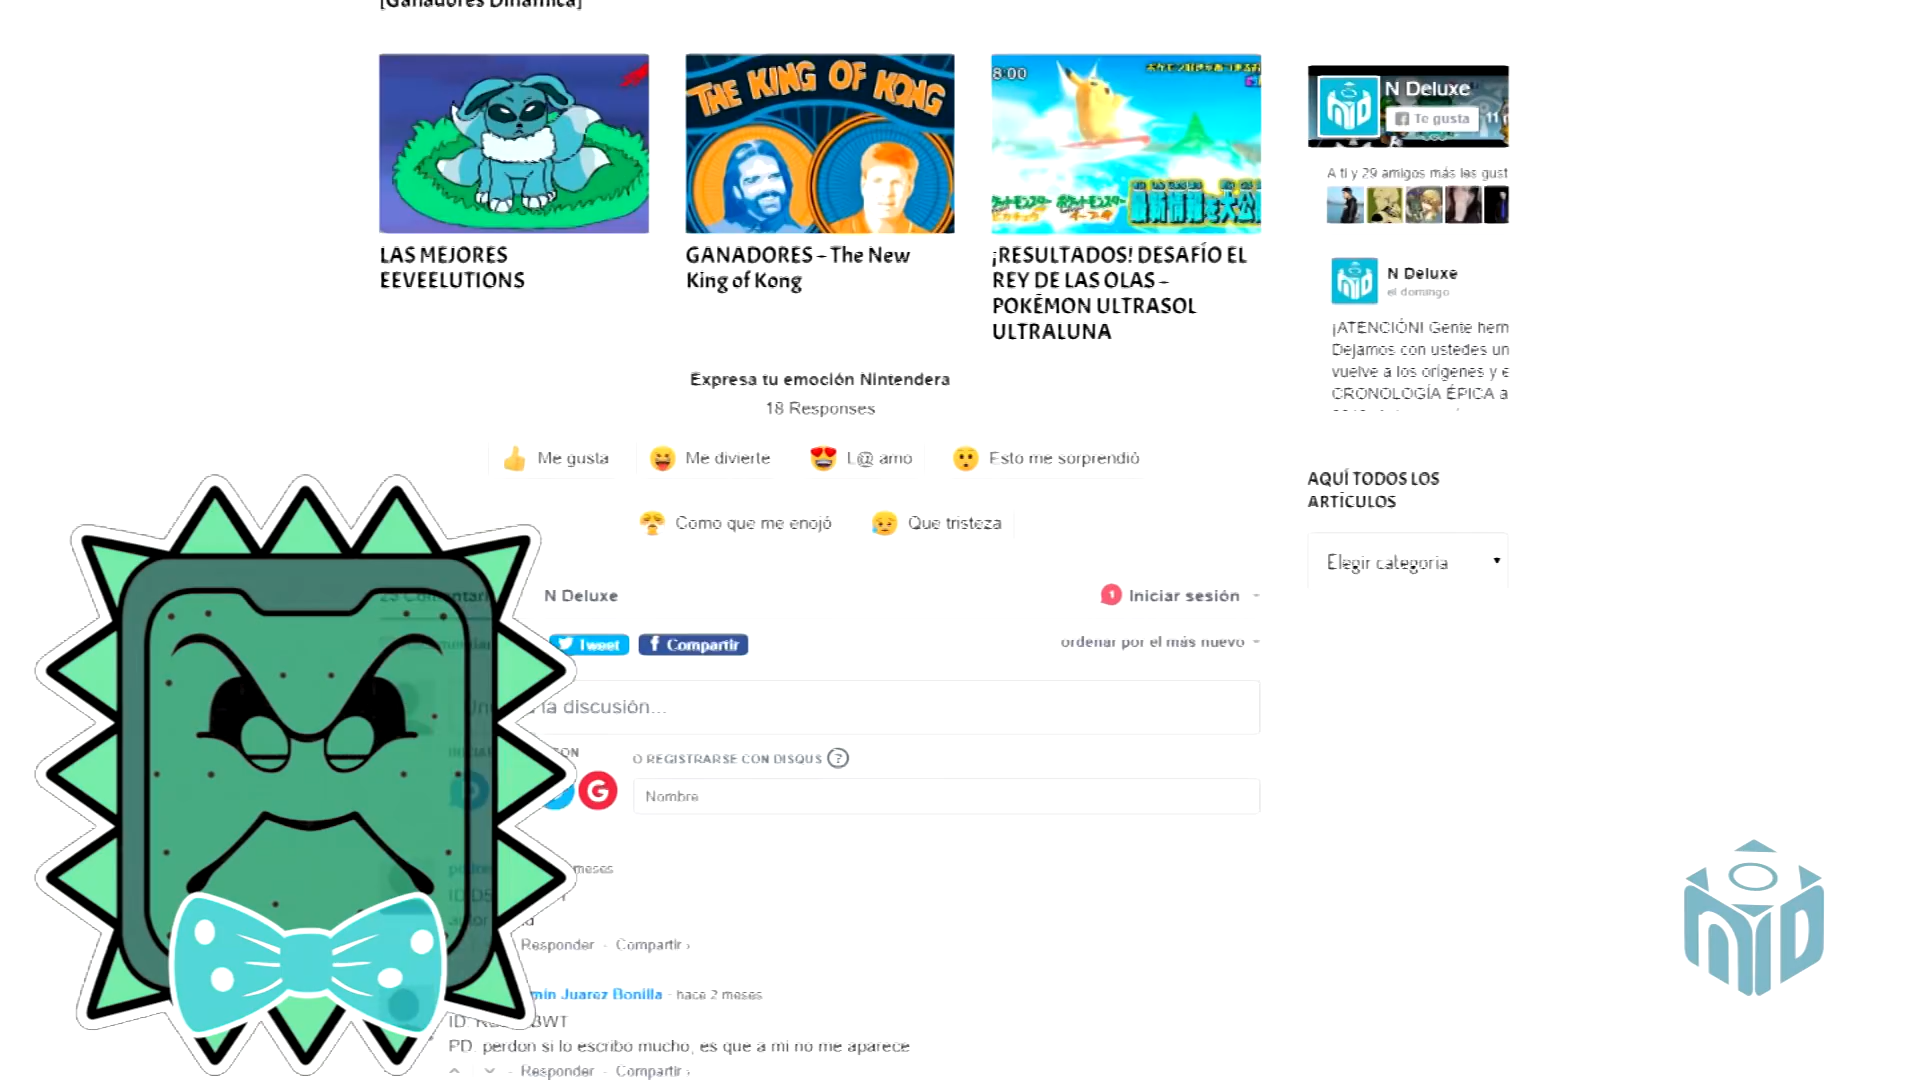 [Ganadores Dinámica]
THE KING OF KONG
8:00
LAS MEJORES
EEVEELUTIONS
GANADORES – The New
King of Kong
¡RESULTADOS! DESAFÍO EL
REY DE LAS OLAS –
POKÉMON ULTRASOL
ULTRALUNA
N Deluxe
Te gusta
11
A ti y 29 amigos más les gust
N Deluxe
el domingo
¡ATENCIÓN! Gente herm
Dejamos con ustedes un
vuelve a los orígenes y e
CRONOLOGÍA ÉPICA a
AQUÍ TODOS LOS
ARTÍCULOS
Elegir categoría
Expresa tu emoción Nintendera
18 Responses
Me gusta
Me divierte
L@ amo
Esto me sorprendió
Como que me enojó
Que tristeza
N Deluxe
1 Iniciar sesión
Tweet
Compartir
ordenar por el más nuevo
la discusión...
O REGISTRARSE CON DISQUS ?
G
Nombre
meses
Responder · Compartir ›
mín Juarez Bonilla · hace 2 meses
PD. perdon si lo escribo mucho, es que a mi no me aparece
Responder · Compartir ›